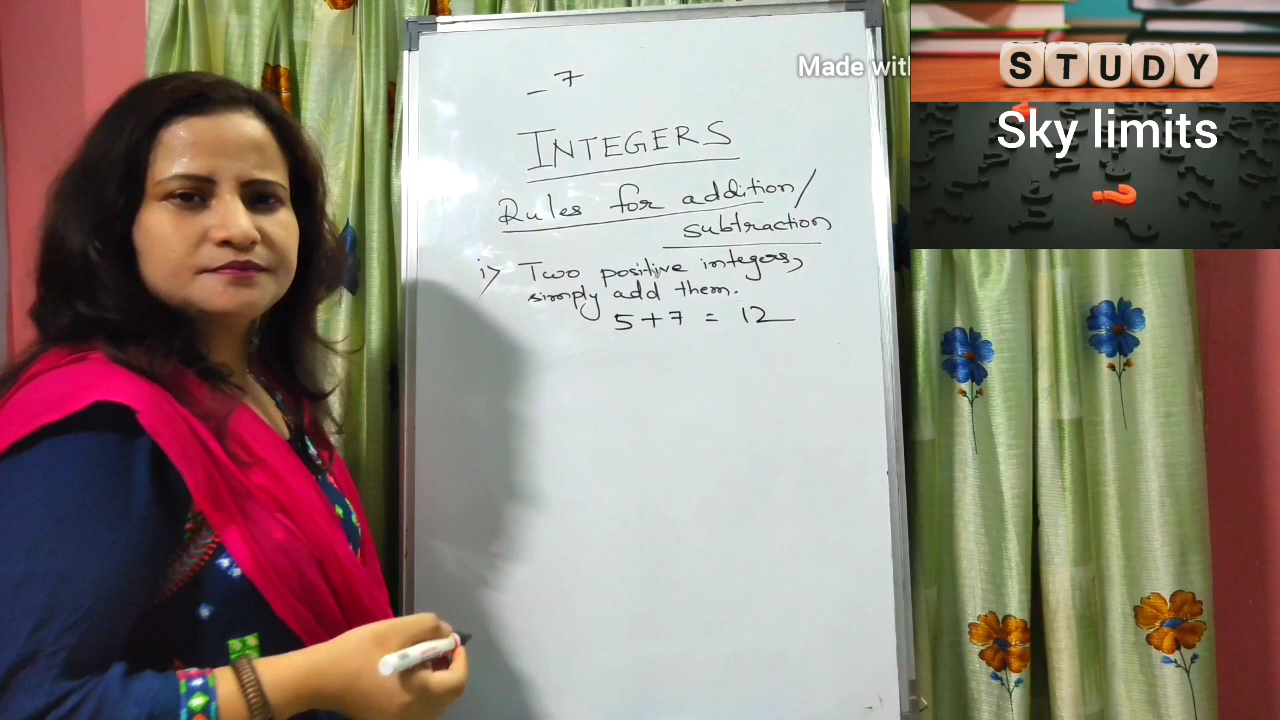 - 7
INTEGERS
Rules for addition/
subtraction
i) Two positive integers,
simply add them.
5+7 = 12
Made with
STUDY
Sky limits
?